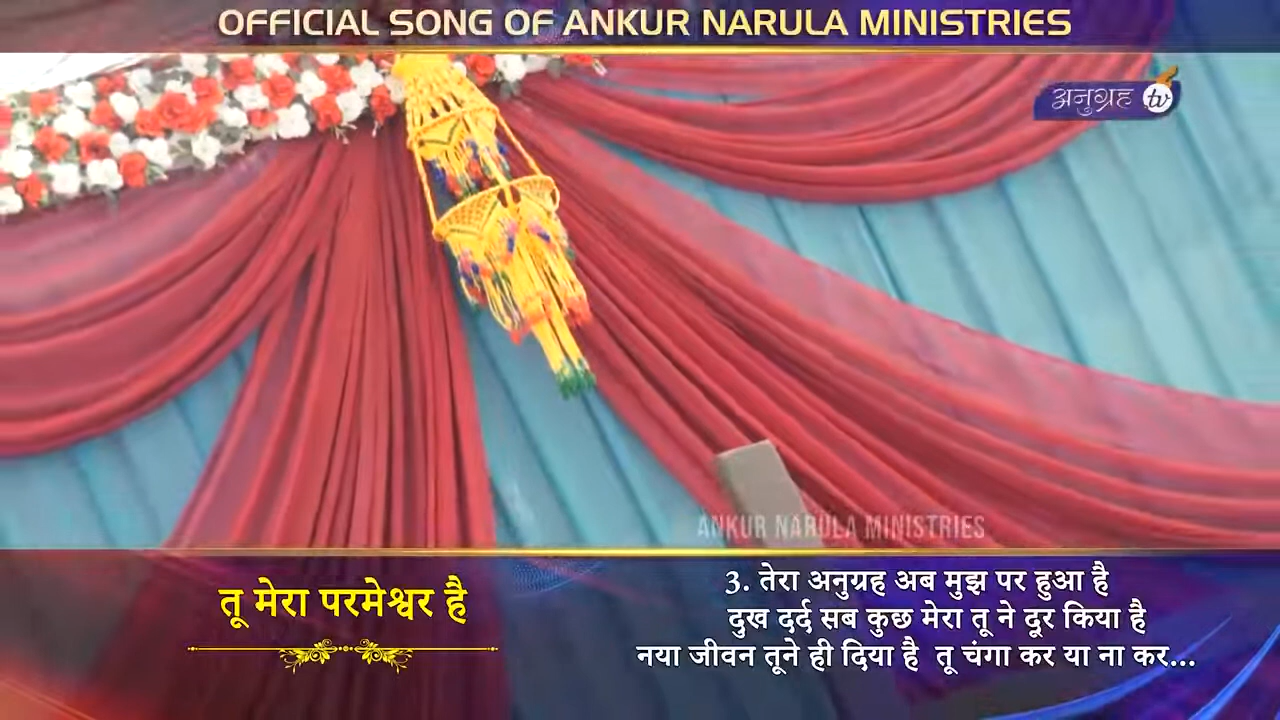 OFFICIAL SONG OF ANKUR NARULA MINISTRIES
अनुग्रह tv
ANKUR NARULA MINISTRIES
तू मेरा परमेश्वर है
3. तेरा अनुग्रह अब मुझ पर हुआ है
दुख दर्द सब कुछ मेरा तू ने दूर किया है
नया जीवन तूने ही दिया है तू चंगा कर या ना कर...